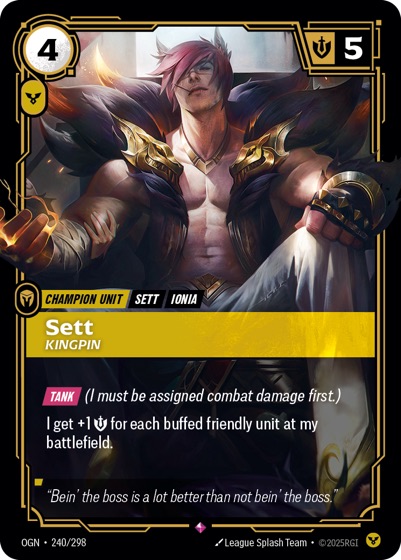 4
5
CHAMPION UNIT SETT IONIA
Sett
KINGPIN
TANK (I must be assigned combat damage first.)
I get +1 for each buffed friendly unit at my
battlefield.
“Bein’ the boss is a lot better than not bein’ the boss.”
OGN • 240/298 League Splash Team • ©2025RGI